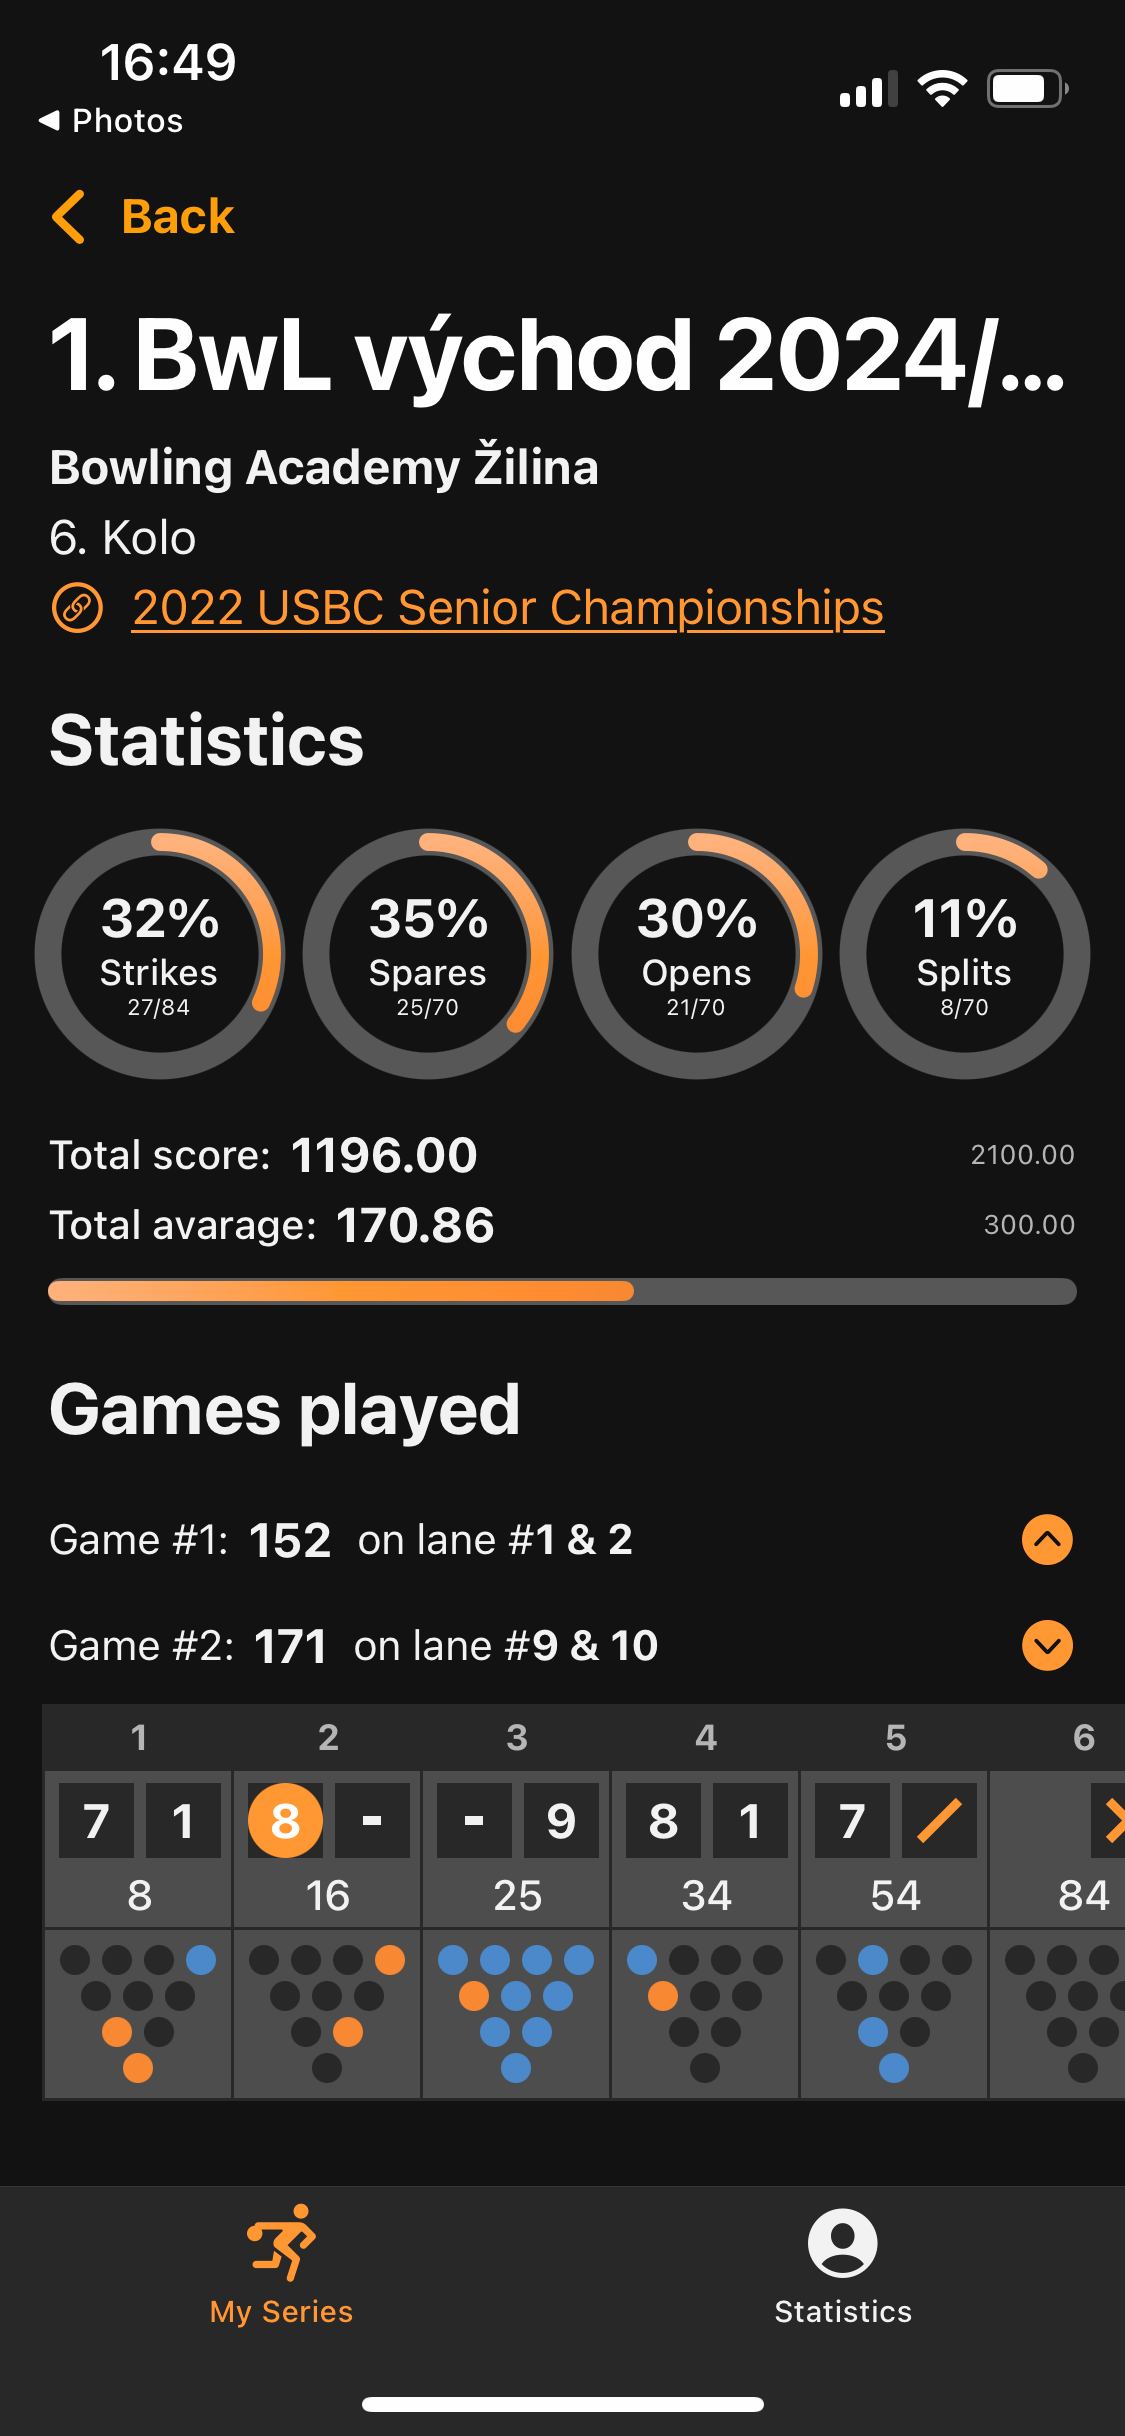 16:49
◀ Photos
Back
1. BwL východ 2024/...
Bowling Academy Žilina
6. Kolo
2022 USBC Senior Championships
Statistics
32% 35% 30% 11%
Strikes Spares Opens Splits
27/84 25/70 21/70 8/70
Total score: 1196.00 2100.00
Total avarage: 170.86 300.00
Games played
Game #1: 152 on lane #1 & 2
Game #2: 171 on lane #9 & 10
1 2 3 4 5 6
7 1 8 - - 9 8 1 7 / X
8 16 25 34 54 84
My Series Statistics